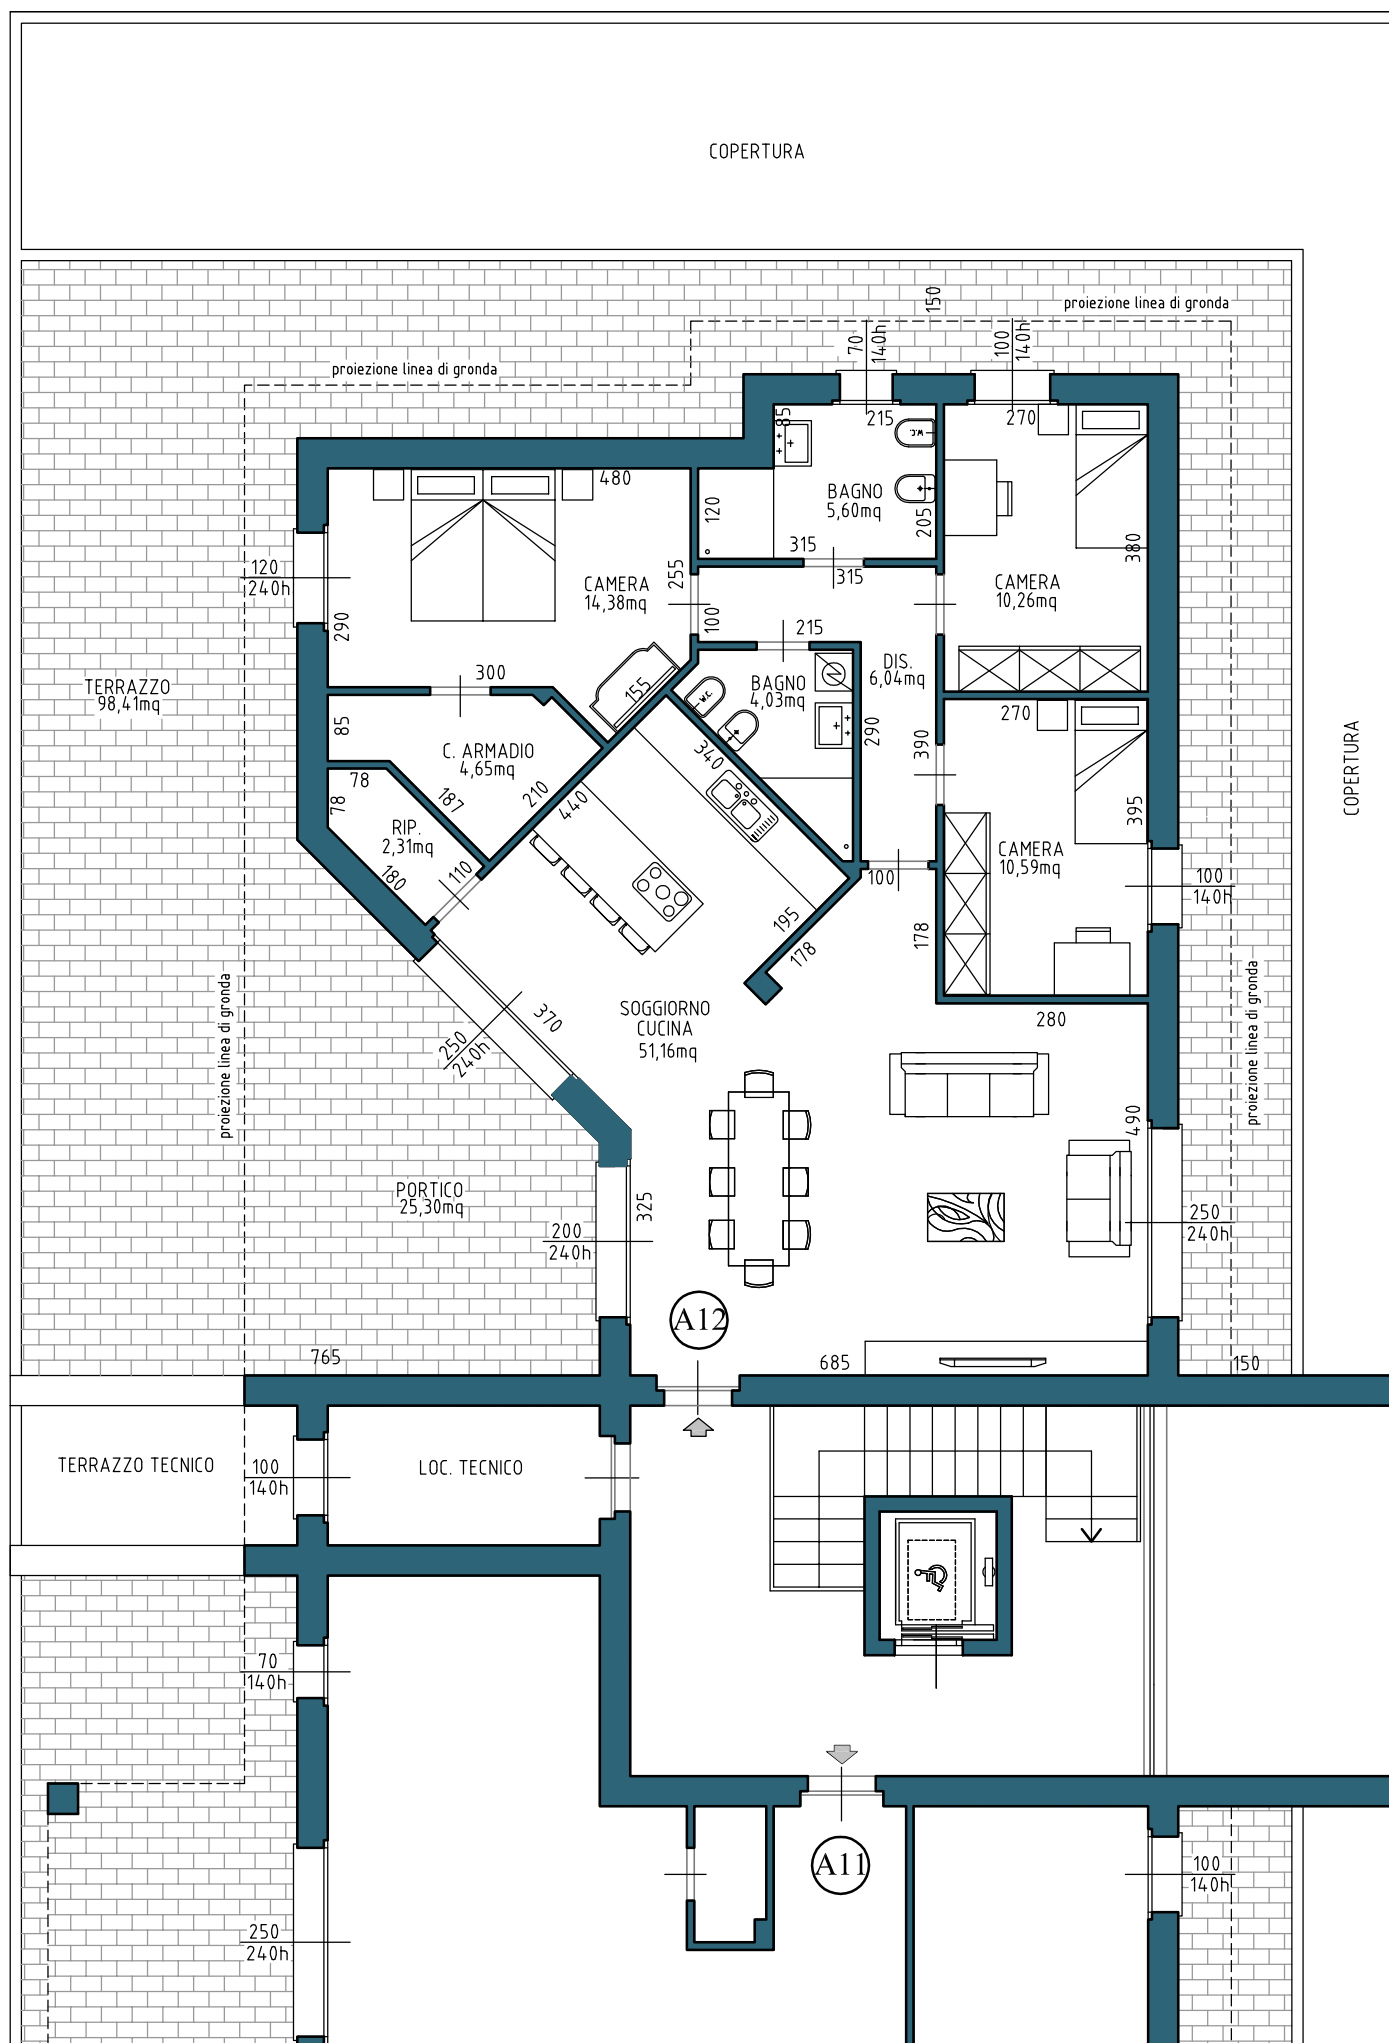 COPERTURA
proiezione linea di gronda
150
70
140h
100
140h
proiezione linea di gronda
85
215
270
W.C.
480
BAGNO
5,60mq
120
205
380
315
315
120
240h
CAMERA
14,38mq
255
CAMERA
10,26mq
290
100
215
DIS.
6,04mq
TERRAZZO
98,41mq
300
155
W.C.
BAGNO
4,03mq
270
85
C. ARMADIO
4,65mq
340
290
390
COPERTURA
78
78
187
210
440
395
RIP.
2,31mq
CAMERA
10,59mq
180
110
100
100
140h
195
178
178
proiezione linea di gronda
proiezione linea di gronda
SOGGIORNO
CUCINA
51,16mq
370
250
240h
280
490
PORTICO
25,30mq
325
200
240h
250
240h
A12
765
685
150
TERRAZZO TECNICO
100
140h
LOC. TECNICO
70
140h
A11
100
140h
250
240h